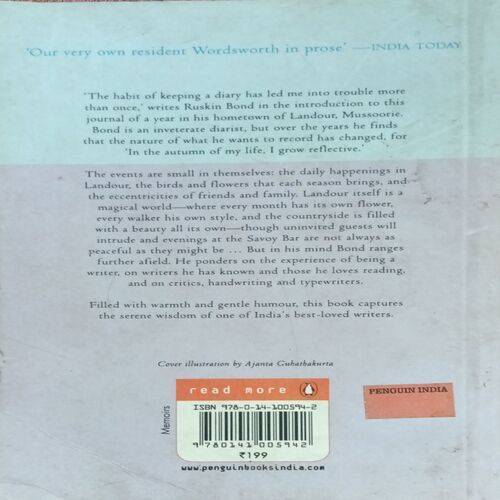 'Our very own resident Wordsworth in prose' —INDIA TODAY
'The habit of keeping a diary has led me into trouble more
than once,' writes Ruskin Bond in the introduction to this
journal of a year in his hometown of Landour, Mussoorie.
Bond is an inveterate diarist, but over the years he finds
that the nature of what he wants to record has changed, for
'In the autumn of my life, I grow reflective.'
The events are small in themselves: the daily happenings in
Landour, the birds and flowers that each season brings, and
the eccentricities of friends and family. Landour itself is a
magical world—where every month has its own flower,
every walker his own style, and the countryside is filled
with a beauty all its own—though uninvited guests will
intrude and evenings at the Savoy Bar are not always as
peaceful as they might be ... But in his mind Bond ranges
further afield. He ponders on the experience of being a
writer, on writers he has known and those he loves reading,
and on critics, handwriting and typewriters.
Filled with warmth and gentle humour, this book captures
the serene wisdom of one of India's best-loved writers.
Cover illustration by Ajanta Guhathakurta
read more
PENGUIN INDIA
Memoirs
ISBN 978-0-14-100594-2
9 780141 005942
₹199
www.penguinbooksindia.com